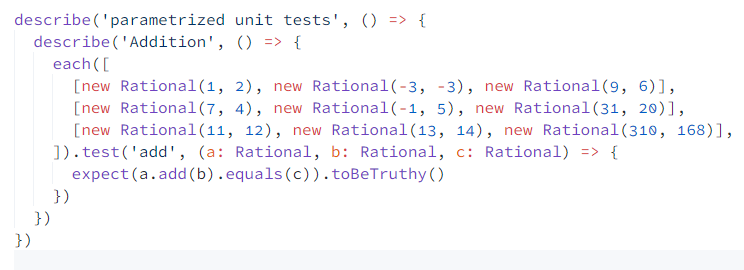 describe('parametrized unit tests', () => {
  describe('Addition', () => {
    each([
      [new Rational(1, 2), new Rational(-3, -3), new Rational(9, 6)],
      [new Rational(7, 4), new Rational(-1, 5), new Rational(31, 20)],
      [new Rational(11, 12), new Rational(13, 14), new Rational(310, 168)],
    ]).test('add', (a: Rational, b: Rational, c: Rational) => {
      expect(a.add(b).equals(c)).toBeTruthy()
    })
  })
})